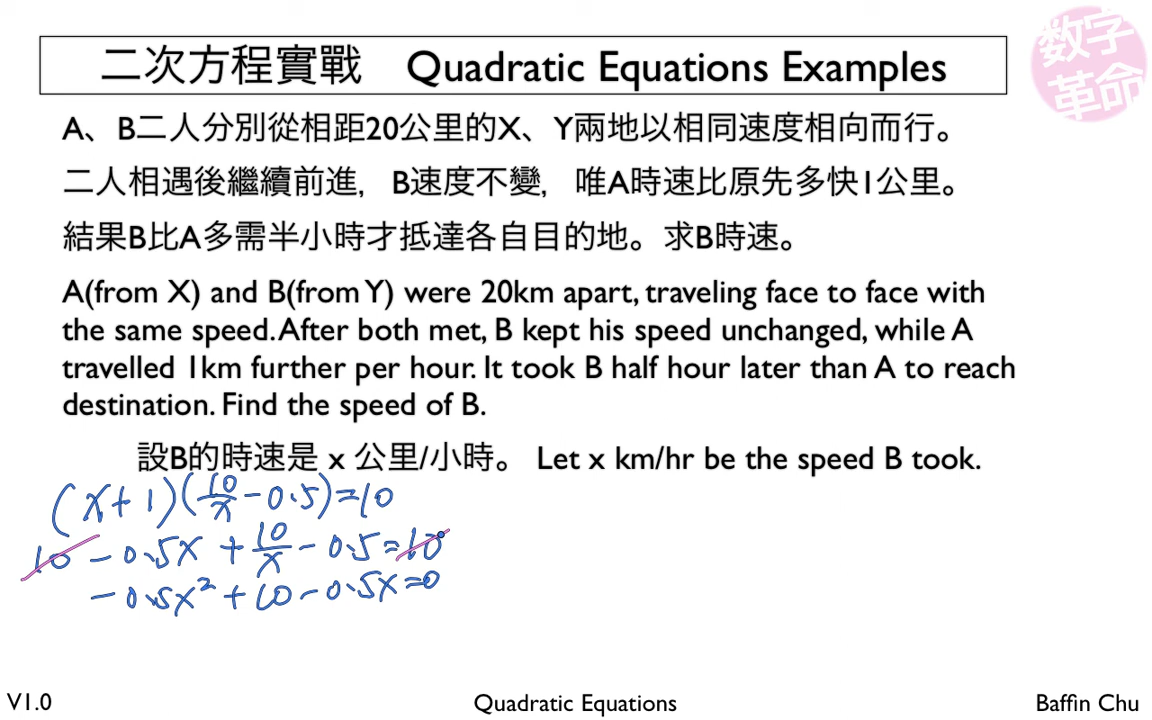 二次方程實戰 Quadratic Equations Examples
数字
革命
A、B二人分別從相距20公里的X、Y兩地以相同速度相向而行。
二人相遇後繼續前進, B速度不變, 唯A時速比原先多快1公里。
結果B比A多需半小時才抵達各自目的地。求B時速。
A(from X) and B(from Y) were 20km apart, traveling face to face with
the same speed. After both met, B kept his speed unchanged, while A
travelled 1km further per hour. It took B half hour later than A to reach
destination. Find the speed of B.
設B的時速是 x 公里/小時。 Let x km/hr be the speed B took.
(x+1)(10/x-0.5)=10
10-0.5x+10/x-0.5=10
-0.5x²+10-0.5x=0
V1.0 Quadratic Equations Baffin Chu